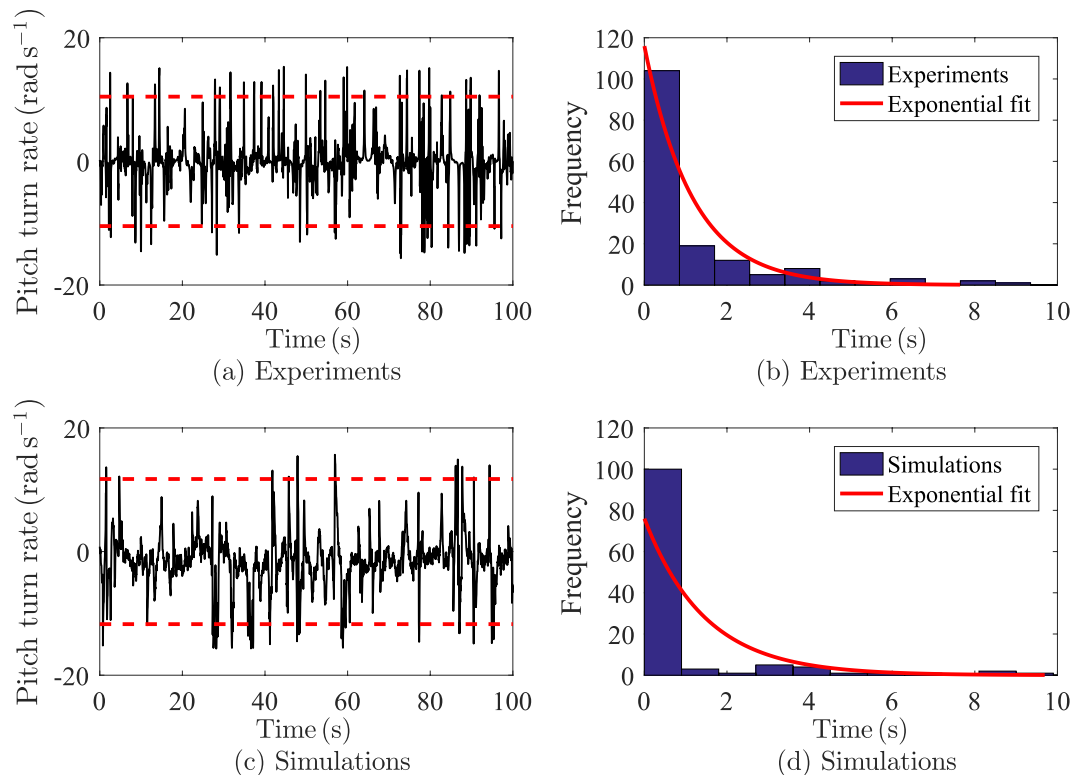 Pitch turn rate (rad s⁻¹)
20
0
-20
0 20 40 60 80 100
Time (s)
(a) Experiments
Frequency
120
100
80
60
40
20
0
0 2 4 6 8 10
Experiments
Exponential fit
Time (s)
(b) Experiments
Pitch turn rate (rad s⁻¹)
20
0
-20
0 20 40 60 80 100
Time (s)
(c) Simulations
Frequency
120
100
80
60
40
20
0
0 2 4 6 8 10
Simulations
Exponential fit
Time (s)
(d) Simulations